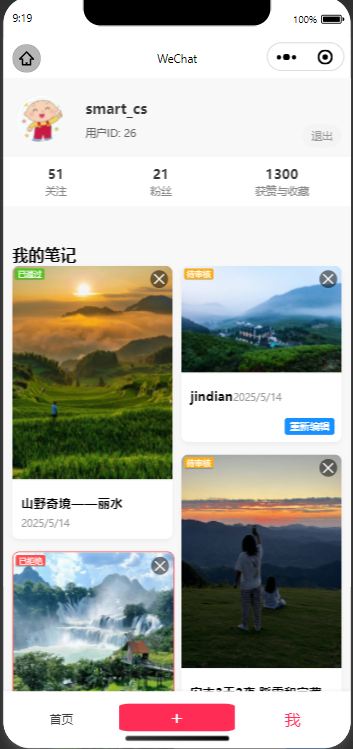 9:19
100%
WeChat
smart_cs
用户ID: 26
退出
51
关注
21
粉丝
1300
获赞与收藏
我的笔记
已通过
山野奇境——丽水
2025/5/14
待审核
jindian2025/5/14
重新编辑
待审核
已拒绝
首页
+
我